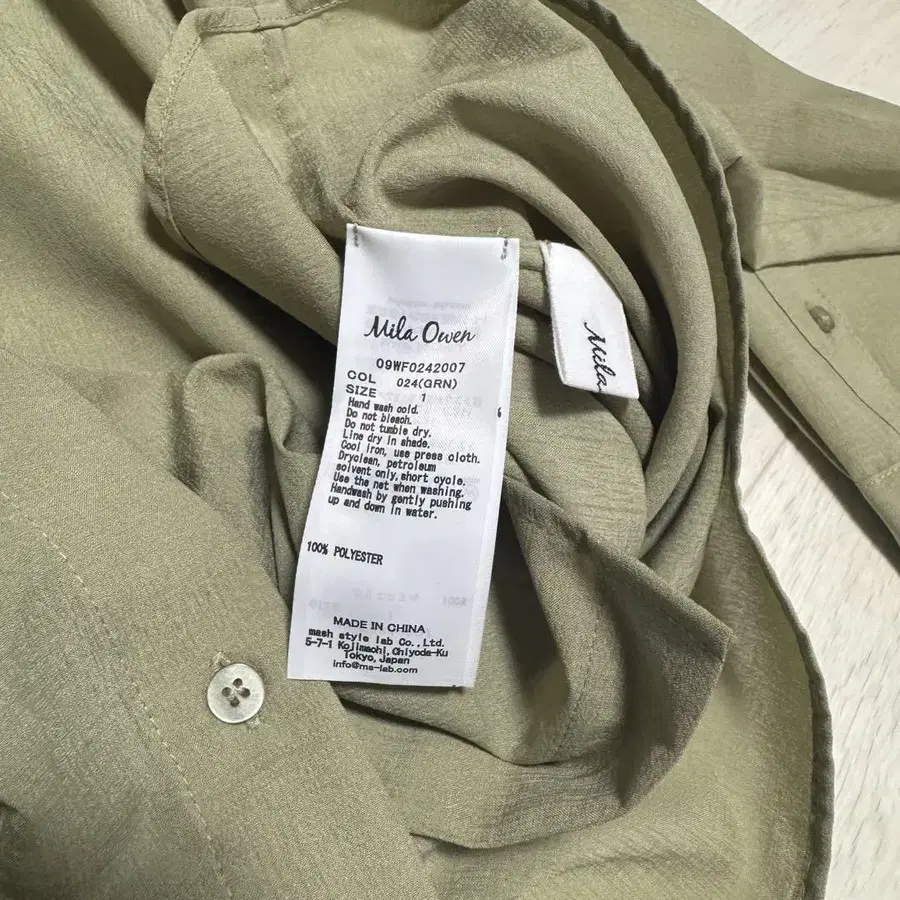 Mila Owen
09WF0242007
COL 024(GRN)
SIZE 1
Hand wash cold.
Do not bleach.
Do not tumble dry.
Line dry in shade.
Cool iron, use press cloth.
Dryclean, petroleum
solvent only,short cycle.
Use the net when washing.
Handwash by gently pushing
up and down in water.
100% POLYESTER
MADE IN CHINA
mash style lab Co.,Ltd.
5-7-1 Kojimachi,Chiyoda-Ku
Tokyo,Japan
info@ms-lab.com
Mila